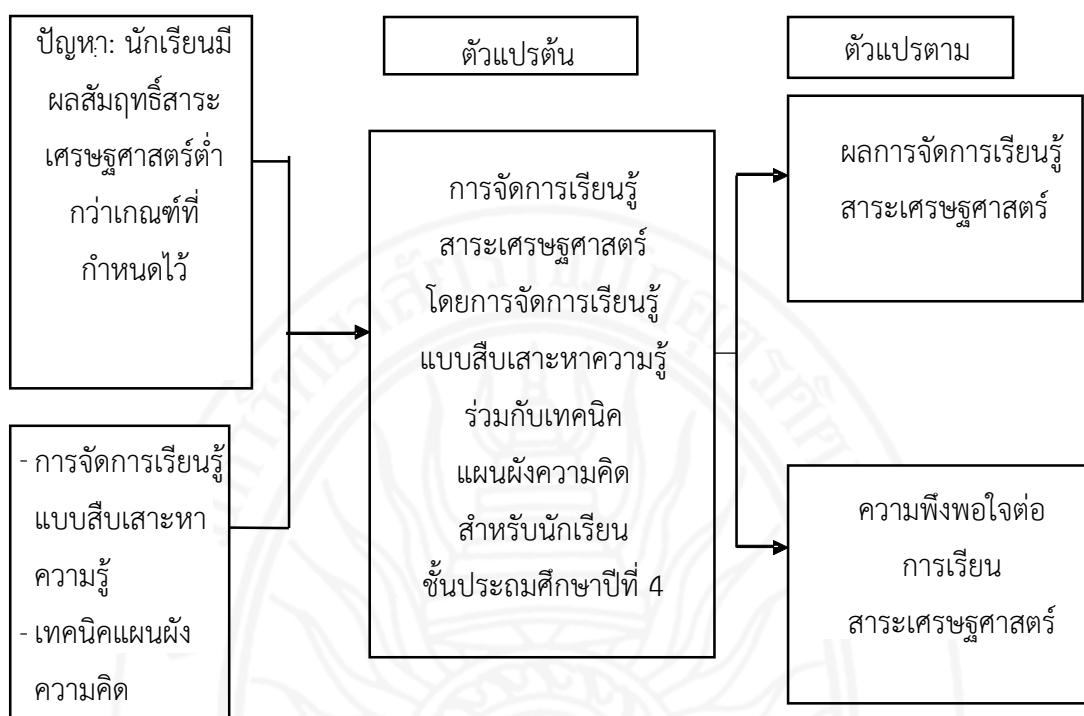 ปัญหา: นักเรียนมี
ผลสัมฤทธิ์สาระ
เศรษฐศาสตร์ต่ำ
กว่าเกณฑ์ที่
กำหนดไว้
- การจัดการเรียนรู้
แบบสืบเสาะหา
ความรู้
- เทคนิคแผนผัง
ความคิด
ตัวแปรต้น
การจัดการเรียนรู้
สาระเศรษฐศาสตร์
โดยการจัดการเรียนรู้
แบบสืบเสาะหาความรู้
ร่วมกับเทคนิค
แผนผังความคิด
สำหรับนักเรียน
ชั้นประถมศึกษาปีที่ 4
ตัวแปรตาม
ผลการจัดการเรียนรู้
สาระเศรษฐศาสตร์
ความพึงพอใจต่อ
การเรียน
สาระเศรษฐศาสตร์